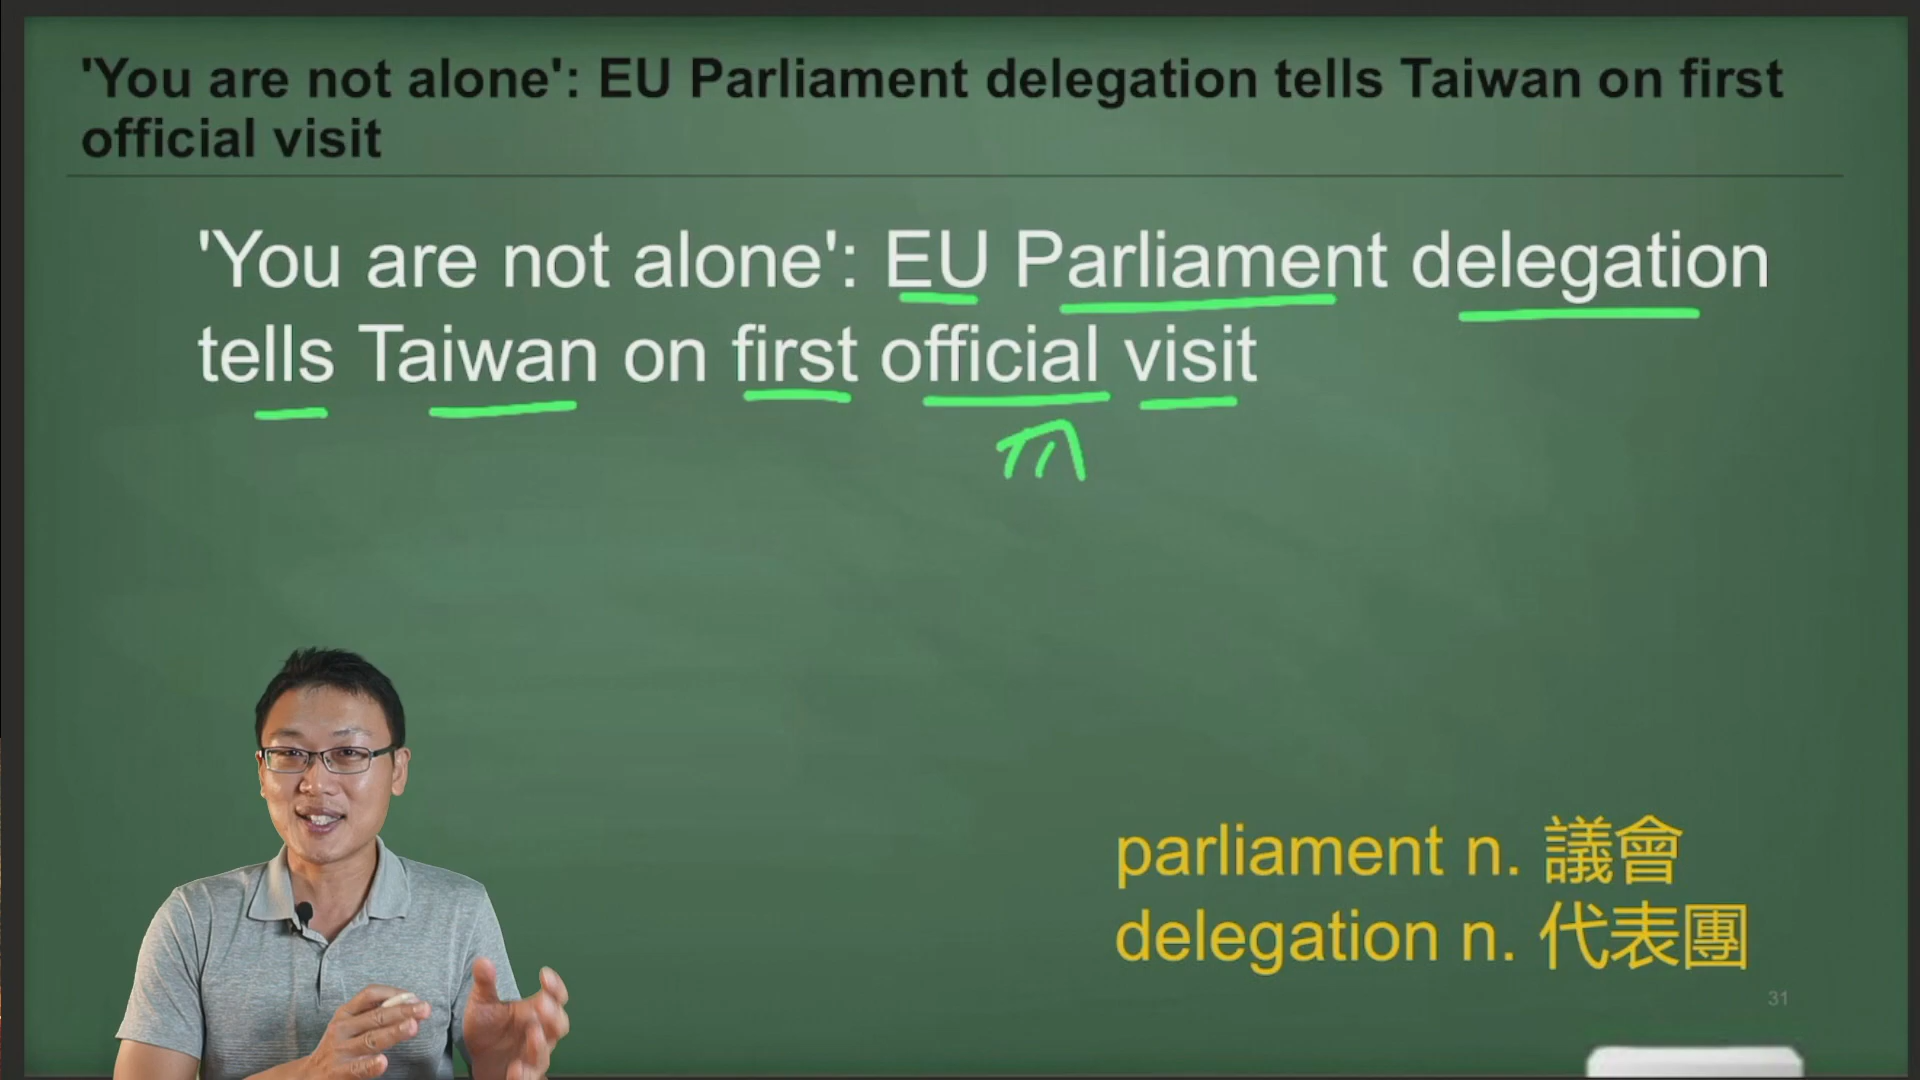 'You are not alone': EU Parliament delegation tells Taiwan on first
official visit
'You are not alone': EU Parliament delegation
tells Taiwan on first official visit
parliament n. 議會
delegation n. 代表團
31